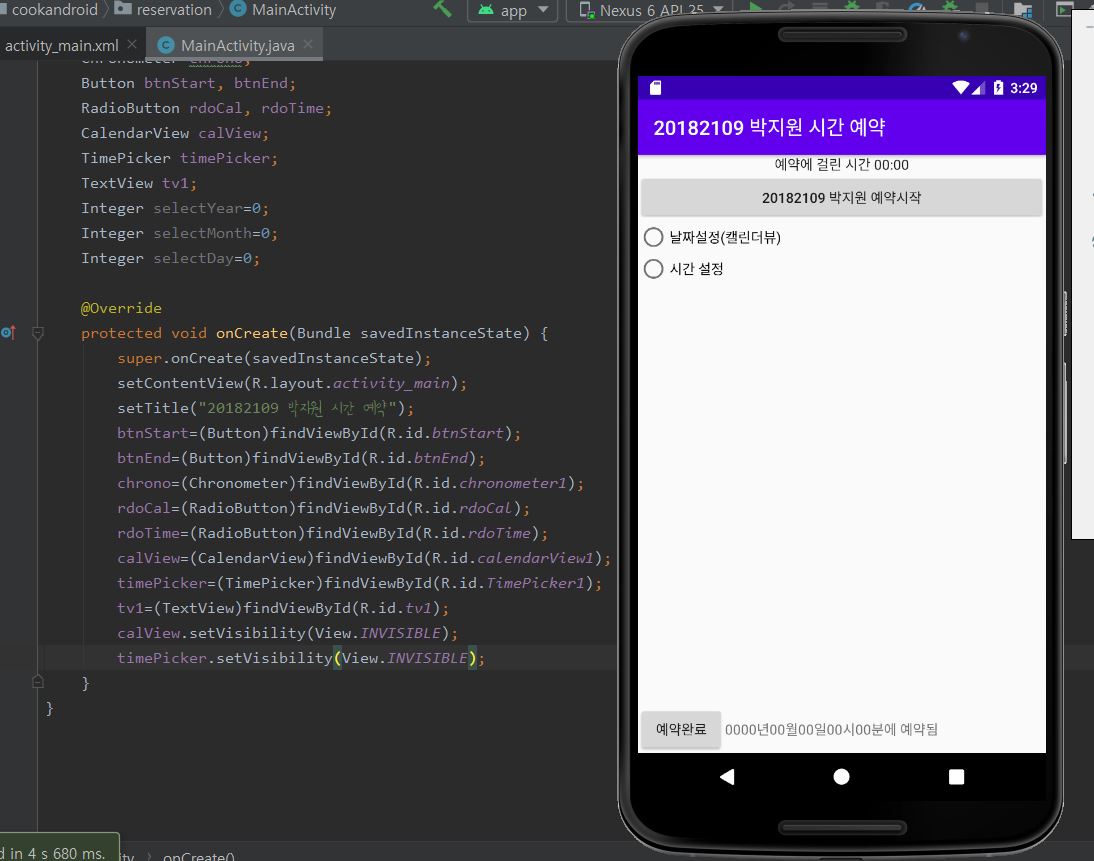 cookandroid reservation MainActivity app Nexus 6 API 25
activity_main.xml MainActivity.java
Chronometer chrono;
Button btnStart, btnEnd;
RadioButton rdoCal, rdoTime;
CalendarView calView;
TimePicker timePicker;
TextView tv1;
Integer selectYear=0;
Integer selectMonth=0;
Integer selectDay=0;
@Override
protected void onCreate(Bundle savedInstanceState) {
super.onCreate(savedInstanceState);
setContentView(R.layout.activity_main);
setTitle("20182109 박지원 시간 예약");
btnStart=(Button)findViewById(R.id.btnStart);
btnEnd=(Button)findViewById(R.id.btnEnd);
chrono=(Chronometer)findViewById(R.id.chronometer1);
rdoCal=(RadioButton)findViewById(R.id.rdoCal);
rdoTime=(RadioButton)findViewById(R.id.rdoTime);
calView=(CalendarView)findViewById(R.id.calendarView1);
timePicker=(TimePicker)findViewById(R.id.TimePicker1);
tv1=(TextView)findViewById(R.id.tv1);
calView.setVisibility(View.INVISIBLE);
timePicker.setVisibility(View.INVISIBLE);
}
}
d in 4 s 680 ms.
ity onCreate()
3:29
20182109 박지원 시간 예약
예약에 걸린 시간 00:00
20182109 박지원 예약시작
날짜설정(캘린더뷰)
시간 설정
예약완료 0000년00월00일00시00분에 예약됨